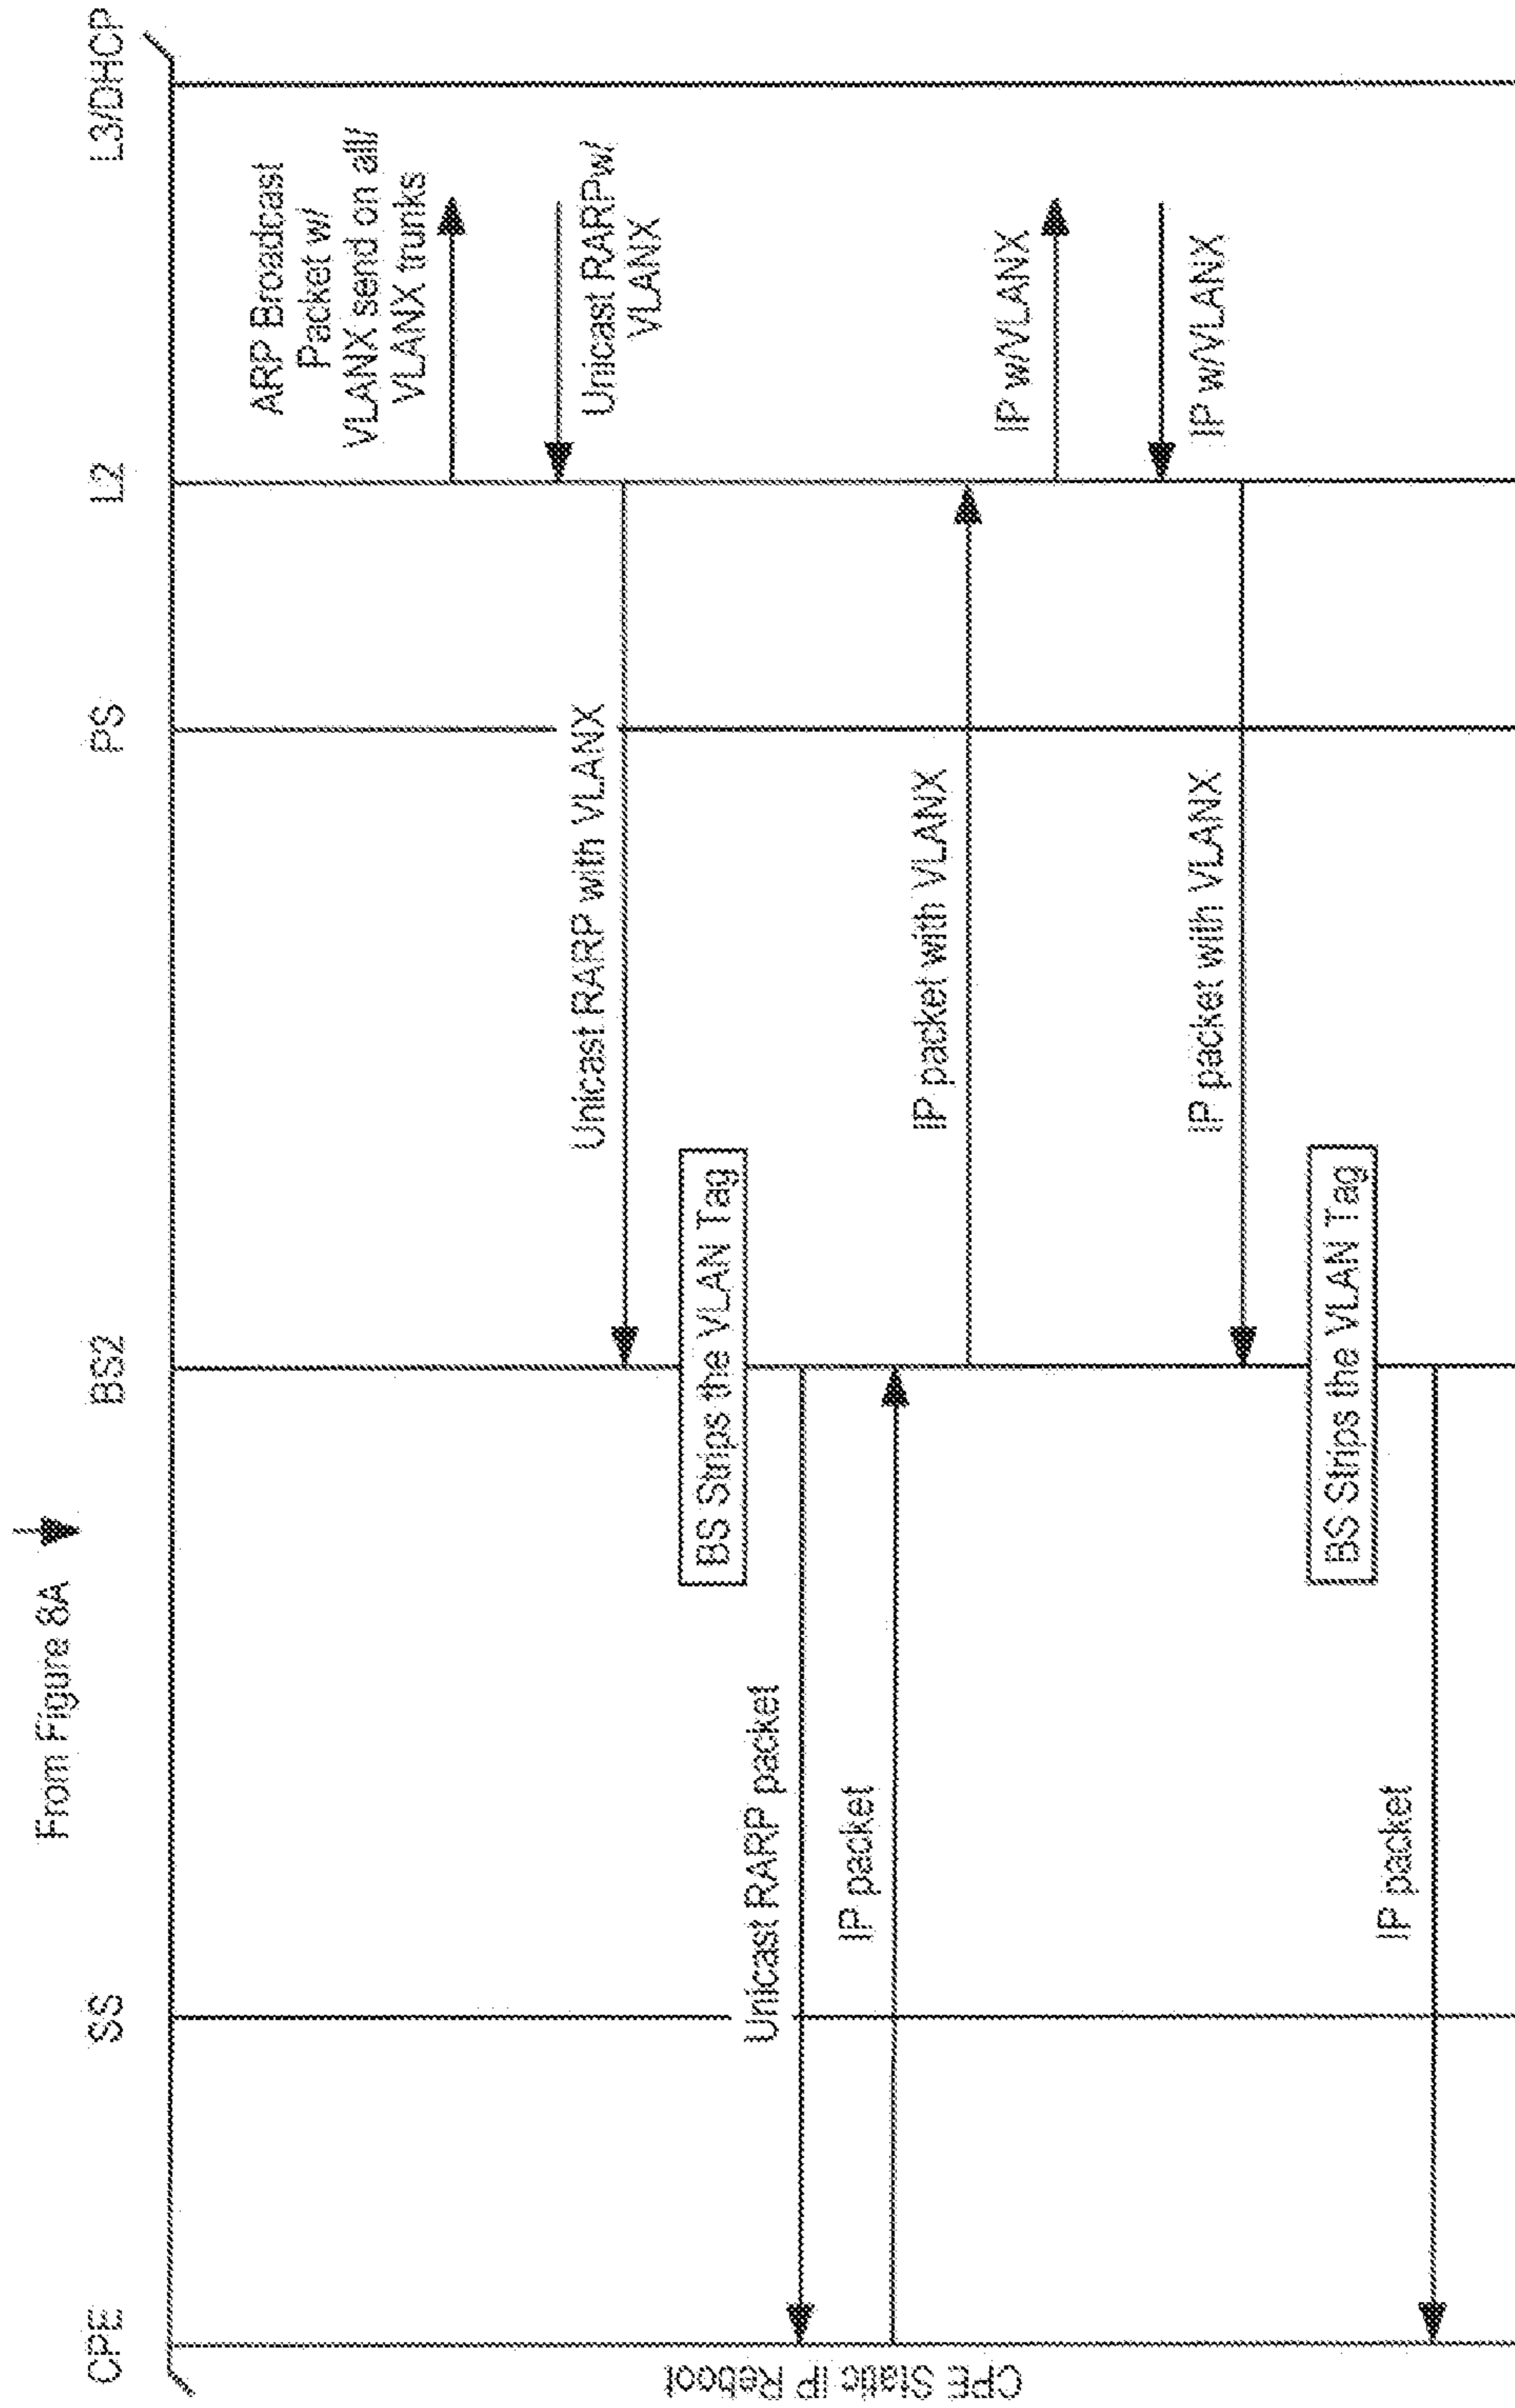 From Figure 8A
CPE
SS
BS2
PS
L2
L3/DHCP
ARP Broadcast
Packet w/
VLANX send on all/
VLANX trunks
Unicast RARPw/
VLANX
Unicast RARP with VLANX
BS Strips the VLAN Tag
Unicast RARP packet
IP packet
IP packet with VLANX
IP w/VLANX
IP w/VLANX
IP packet with VLANX
BS Strips the VLAN Tag
IP packet
CPE Static IP Reboot